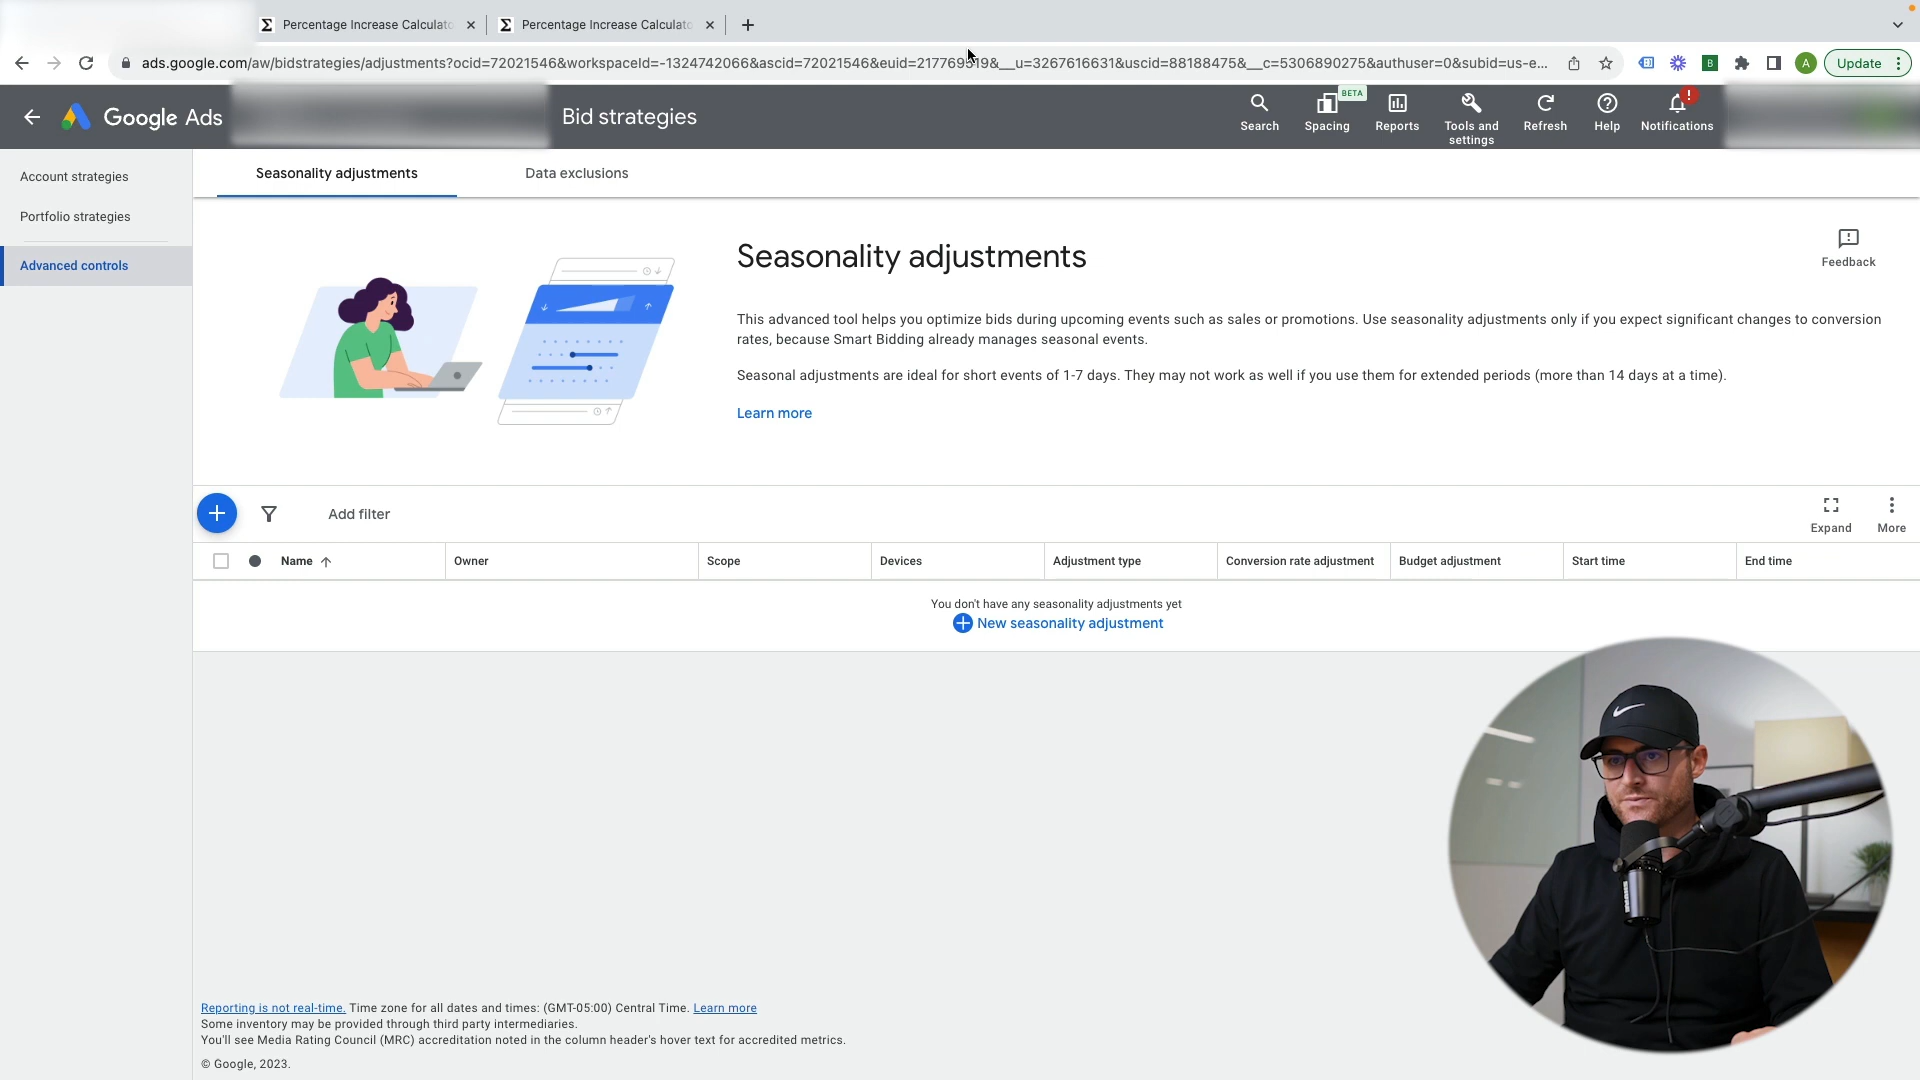 Percentage Increase Calculato
Percentage Increase Calculato
ads.google.com/aw/bidstrategies/adjustments?ocid=72021546&workspaceId=-1324742066&ascid=72021546&euid=217769519&__u=3267616631&uscid=88188475&__c=5306890275&authuser=0&subid=us-e...
B
A
Update
Google Ads
Bid strategies
Search
BETA
Spacing
Reports
Tools and settings
Refresh
Help
Notifications
Account strategies
Portfolio strategies
Advanced controls
Seasonality adjustments
Data exclusions
Seasonality adjustments
Feedback
This advanced tool helps you optimize bids during upcoming events such as sales or promotions. Use seasonality adjustments only if you expect significant changes to conversion
rates, because Smart Bidding already manages seasonal events.
Seasonal adjustments are ideal for short events of 1-7 days. They may not work as well if you use them for extended periods (more than 14 days at a time).
Learn more
Add filter
Expand
More
Name
Owner
Scope
Devices
Adjustment type
Conversion rate adjustment
Budget adjustment
Start time
End time
You don't have any seasonality adjustments yet
New seasonality adjustment
Reporting is not real-time. Time zone for all dates and times: (GMT-05:00) Central Time. Learn more
Some inventory may be provided through third party intermediaries.
You'll see Media Rating Council (MRC) accreditation noted in the column header's hover text for accredited metrics.
© Google, 2023.